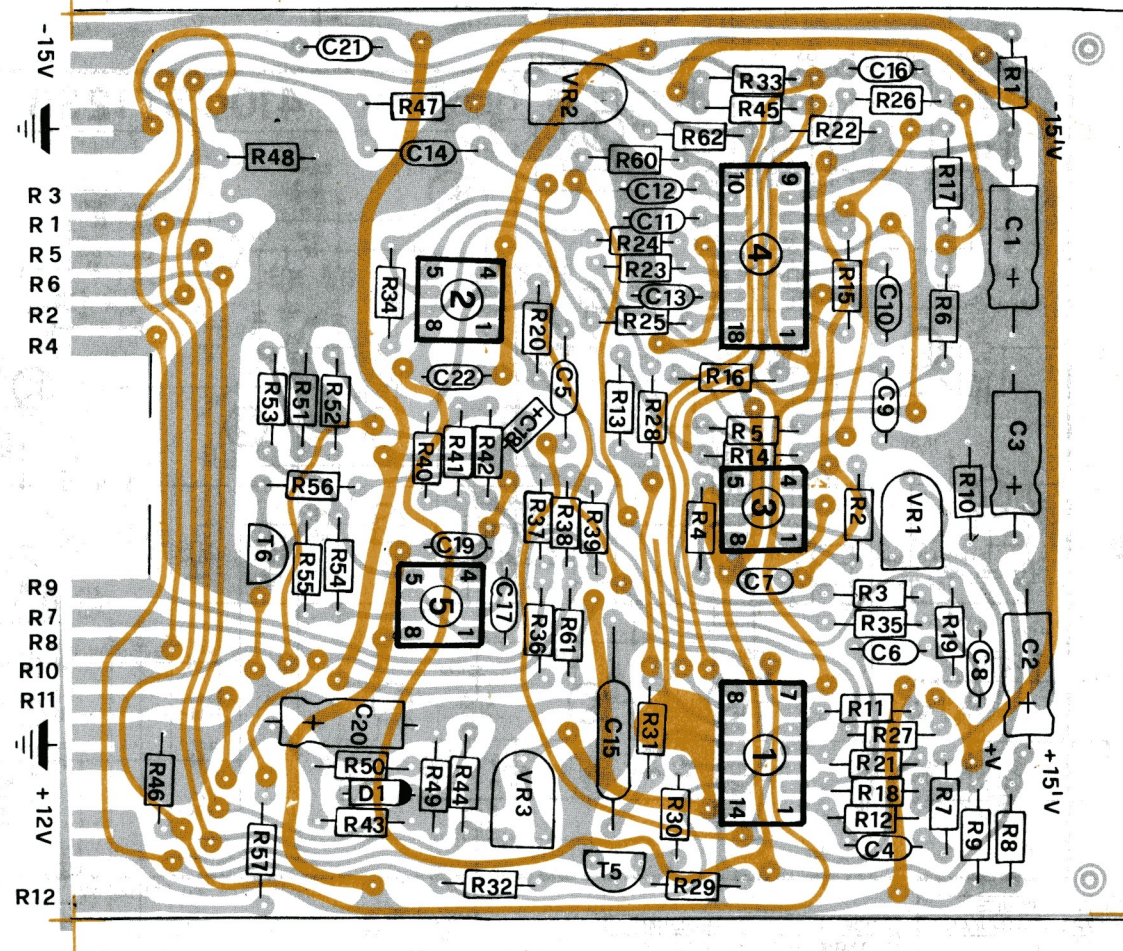 -15V
R 3
R 1
R5
R6
R2
R4
R9
R7
R8
R10
R11
+12V
R12
C21
R47
C14
R48
VR2
R33
R45
R62
R60
C16
R26
R22
R1
-15'V
C12
C11
R24
R23
C13
R25
10
9
4
18
1
R17
C1
+
R15
C10
R6
R34
5
4
2
8
1
R20
C22
C5
R16
R53
R51
R52
R40
R41
R42
+C18
R13
R28
R5
R14
C9
C3
+
R56
T6
R55
R54
R37
R38
R39
R4
5
4
3
8
1
R2
VR1
R10
C19
5
4
5
8
1
C17
R36
R61
C7
R3
R35
C6
R19
C8
C2
+
+
C20
R50
D1
R43
R46
R57
R49
R44
VR3
C15
R31
R30
8
7
1
14
1
R11
R27
R21
R18
R12
C4
R7
+V
+15'V
R9
R8
R32
T5
R29